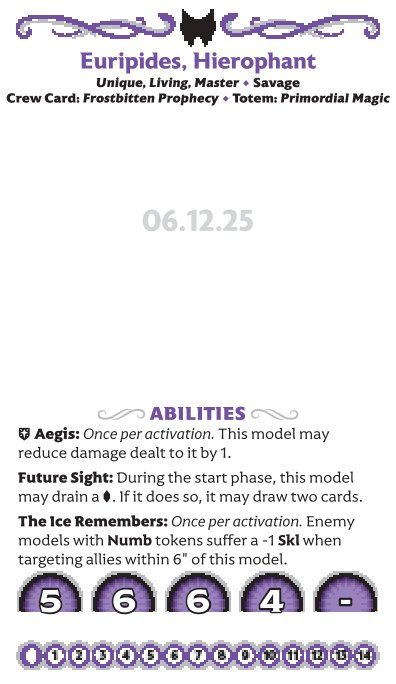 Euripides, Hierophant
Unique, Living, Master ⬩ Savage
Crew Card: Frostbitten Prophecy ⬩ Totem: Primordial Magic
06.12.25
ABILITIES
Aegis: Once per activation. This model may
reduce damage dealt to it by 1.
Future Sight: During the start phase, this model
may drain a . If it does so, it may draw two cards.
The Ice Remembers: Once per activation. Enemy
models with Numb tokens suffer a -1 Skl when
targeting allies within 6" of this model.
5 6 6 4 -
1 2 3 4 5 6 7 8 9 10 11 12 13 14